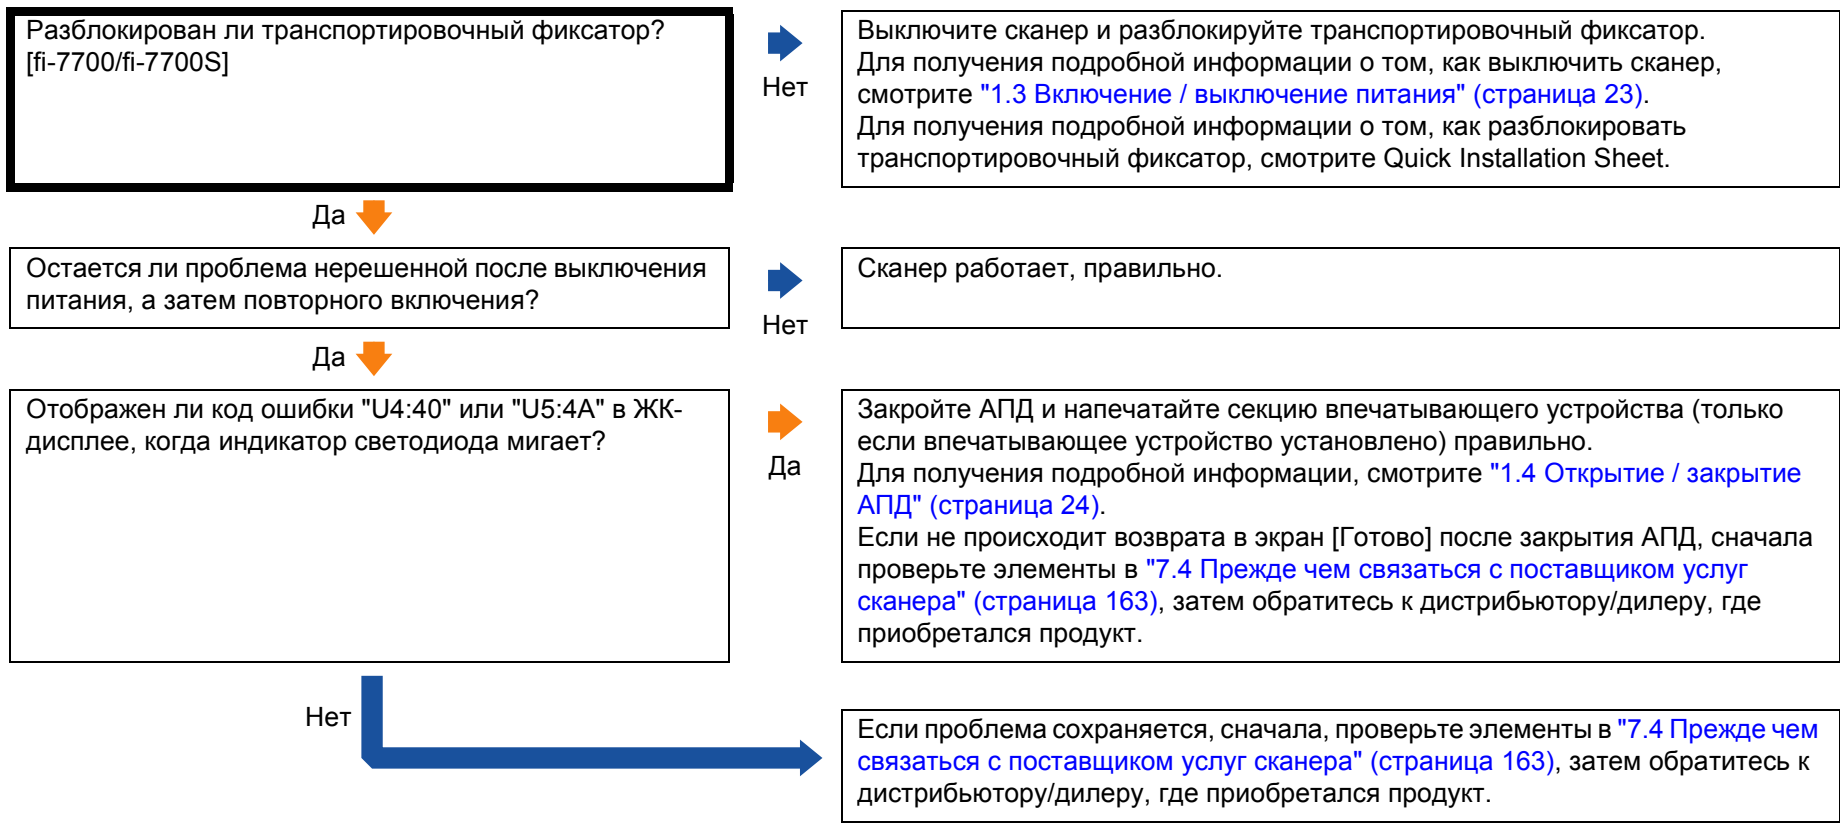 Разблокирован ли транспортировочный фиксатор?
[fi-7700/fi-7700S]
Нет
Выключите сканер и разблокируйте транспортировочный фиксатор.
Для получения подробной информации о том, как выключить сканер,
смотрите "1.3 Включение / выключение питания" (страница 23).
Для получения подробной информации о том, как разблокировать
транспортировочный фиксатор, смотрите Quick Installation Sheet.
Да
Остается ли проблема нерешенной после выключения
питания, а затем повторного включения?
Нет
Сканер работает, правильно.
Да
Отображен ли код ошибки "U4:40" или "U5:4A" в ЖК-
дисплее, когда индикатор светодиода мигает?
Да
Закройте АПД и напечатайте секцию впечатывающего устройства (только
если впечатывающее устройство установлено) правильно.
Для получения подробной информации, смотрите "1.4 Открытие / закрытие
АПД" (страница 24).
Если не происходит возврата в экран [Готово] после закрытия АПД, сначала
проверьте элементы в "7.4 Прежде чем связаться с поставщиком услуг
сканера" (страница 163), затем обратитесь к дистрибьютору/дилеру, где
приобретался продукт.
Нет
Если проблема сохраняется, сначала, проверьте элементы в "7.4 Прежде чем
связаться с поставщиком услуг сканера" (страница 163), затем обратитесь к
дистрибьютору/дилеру, где приобретался продукт.